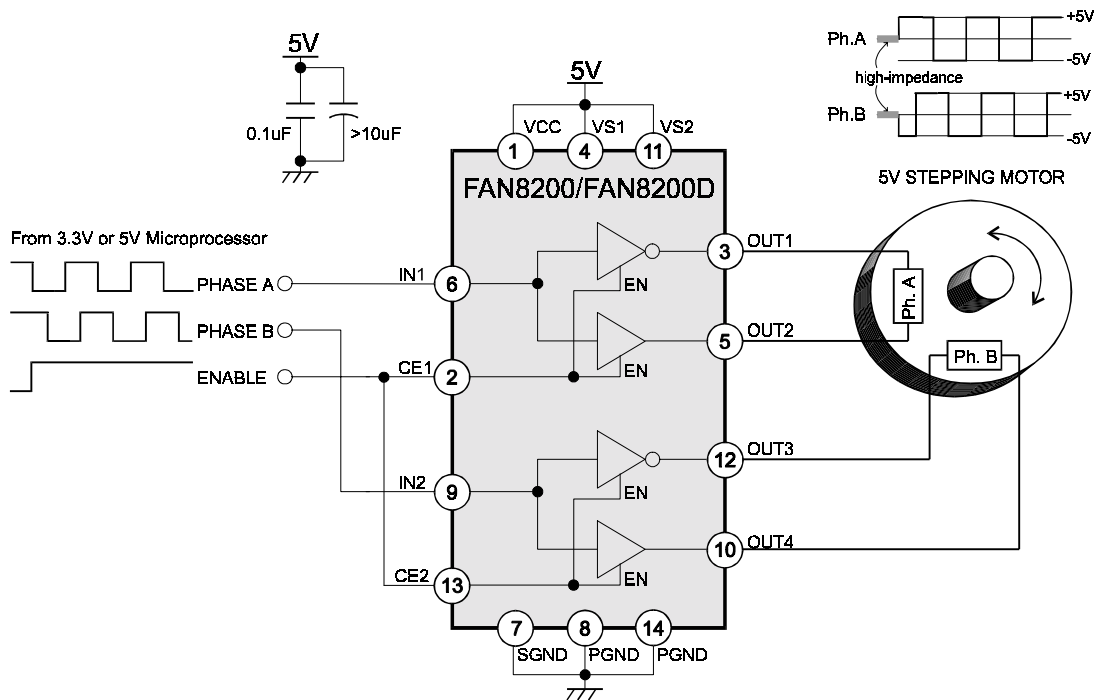 5V
0.1uF
>10uF
5V
VCC
VS1
VS2
1
4
11
FAN8200/FAN8200D
Ph.A
+5V
-5V
high-impedance
Ph.B
+5V
-5V
5V STEPPING MOTOR
From 3.3V or 5V Microprocessor
PHASE A
IN1
6
EN
3
OUT1
PHASE B
EN
5
OUT2
ENABLE
CE1
2
Ph. A
Ph. B
IN2
9
EN
12
OUT3
CE2
13
EN
10
OUT4
7
8
14
SGND
PGND
PGND